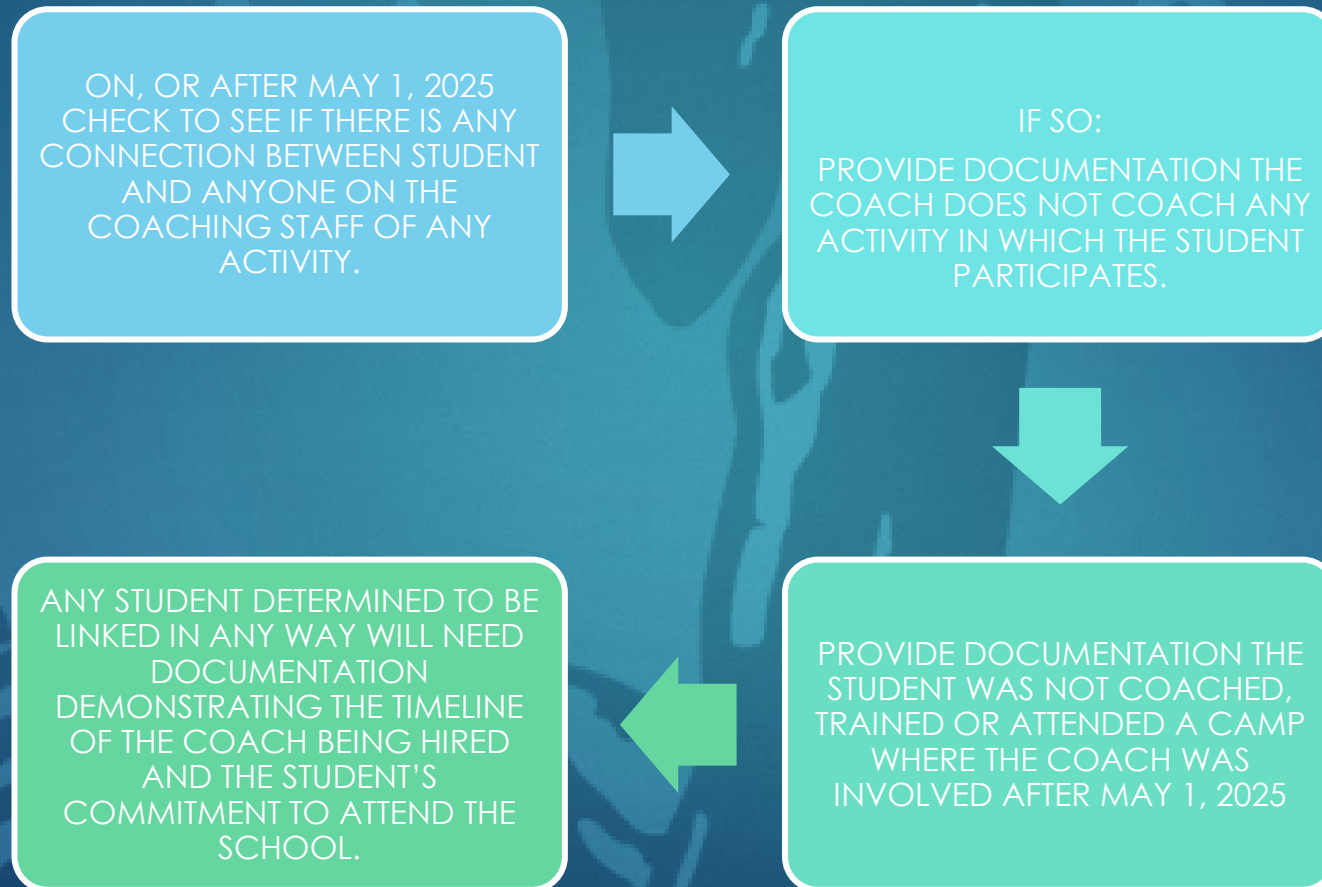 ON, OR AFTER MAY 1, 2025
CHECK TO SEE IF THERE IS ANY
CONNECTION BETWEEN STUDENT
AND ANYONE ON THE
COACHING STAFF OF ANY
ACTIVITY.
IF SO:
PROVIDE DOCUMENTATION THE
COACH DOES NOT COACH ANY
ACTIVITY IN WHICH THE STUDENT
PARTICIPATES.
PROVIDE DOCUMENTATION THE
STUDENT WAS NOT COACHED,
TRAINED OR ATTENDED A CAMP
WHERE THE COACH WAS
INVOLVED AFTER MAY 1, 2025
ANY STUDENT DETERMINED TO BE
LINKED IN ANY WAY WILL NEED
DOCUMENTATION
DEMONSTRATING THE TIMELINE
OF THE COACH BEING HIRED
AND THE STUDENT’S
COMMITMENT TO ATTEND THE
SCHOOL.